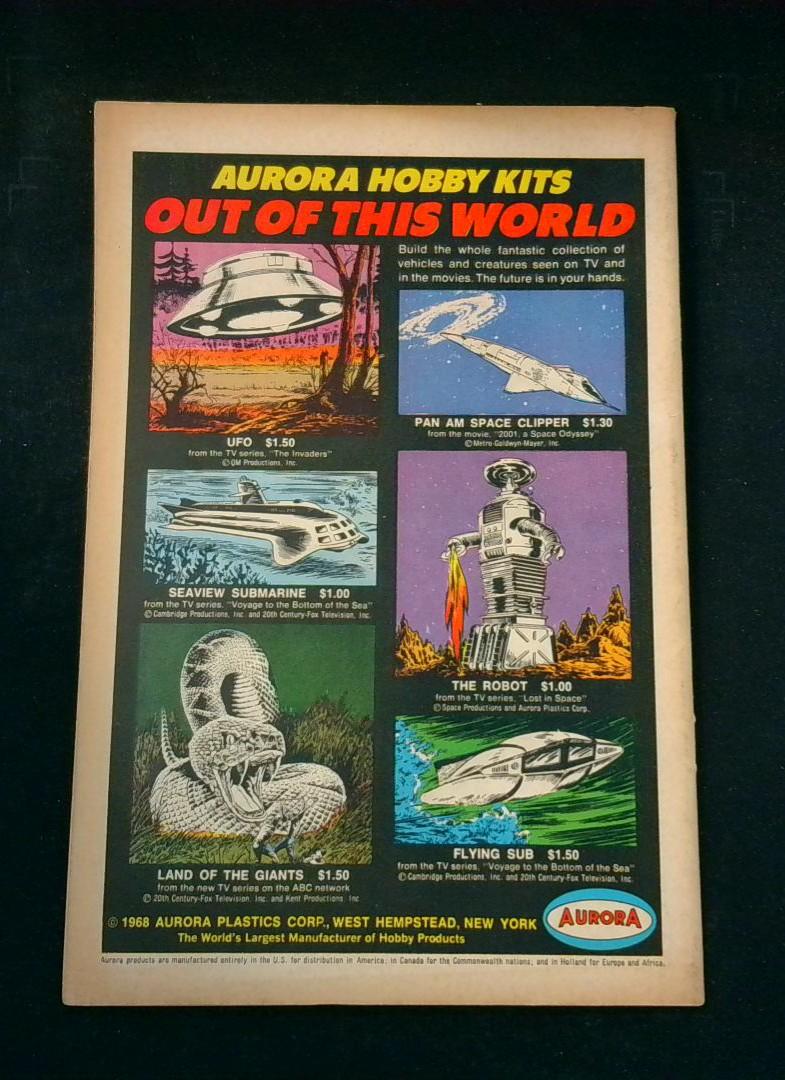 AURORA HOBBY KITS
OUT OF THIS WORLD
Build the whole fantastic collection of
vehicles and creatures seen on TV and
in the movies. The future is in your hands.
UFO $1.50
from the TV series, "The Invaders"
© QM Productions, Inc.
PAN AM SPACE CLIPPER $1.30
from the movie, "2001, a Space Odyssey"
© Metro-Goldwyn-Mayer, Inc.
SEAVIEW SUBMARINE $1.00
from the TV series, "Voyage to the Bottom of the Sea"
© Cambridge Productions, Inc. and 20th Century-Fox Television, Inc.
THE ROBOT $1.00
from the TV series, "Lost in Space"
© Space Productions and Aurora Plastics Corp.
LAND OF THE GIANTS $1.50
from the new TV series on the ABC network
© 20th Century-Fox Television, Inc. and Kent Productions, Inc.
FLYING SUB $1.50
from the TV series, "Voyage to the Bottom of the Sea"
© Cambridge Productions, Inc. and 20th Century-Fox Television, Inc.
© 1968 AURORA PLASTICS CORP., WEST HEMPSTEAD, NEW YORK
The World's Largest Manufacturer of Hobby Products
AURORA
Aurora products are manufactured entirely in the U.S. for distribution in America; in Canada for the Commonwealth nations; and in Holland for Europe and Africa.